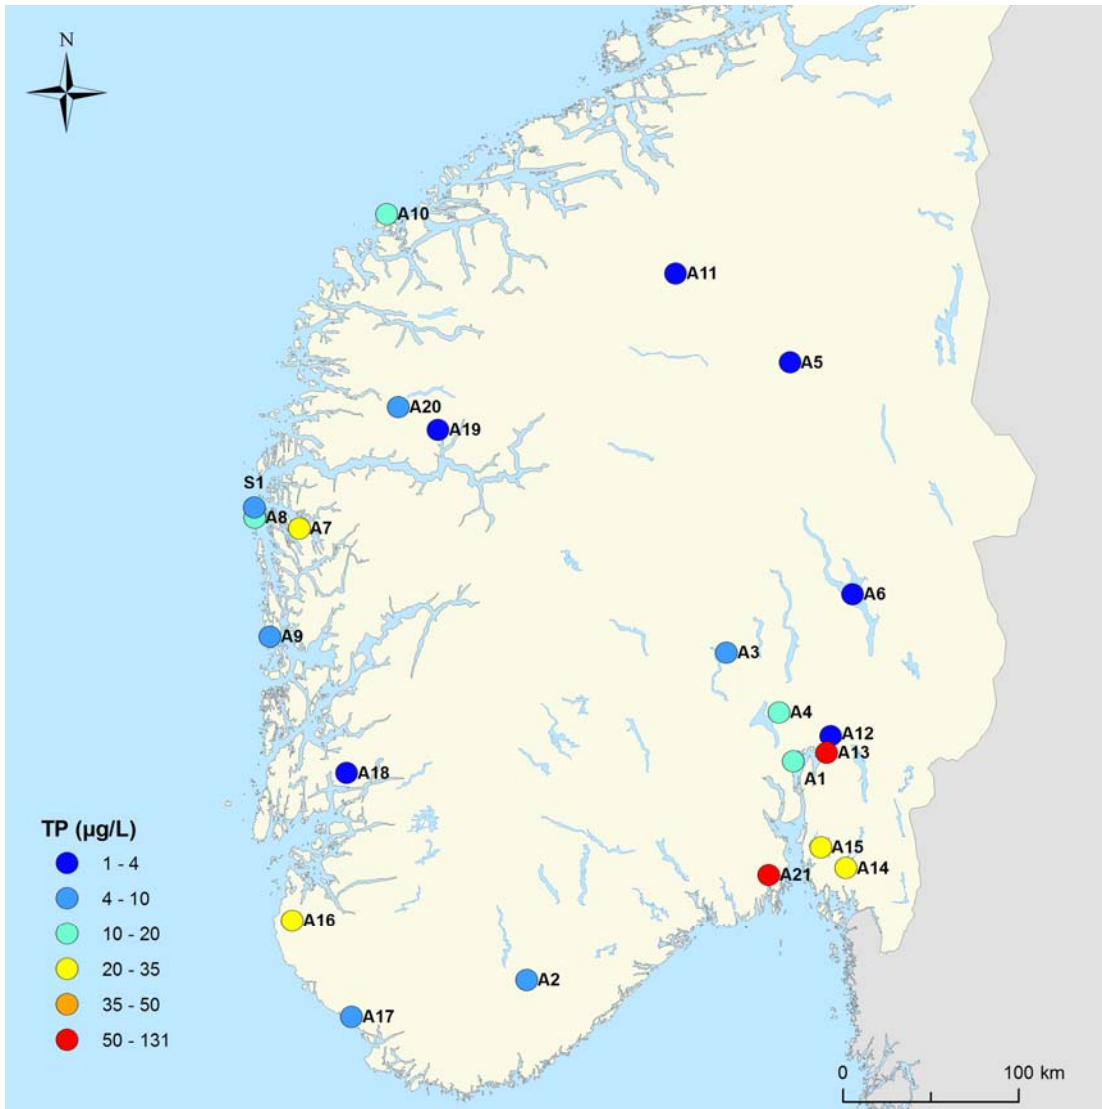 N
A10
A11
A5
A20
A19
S1
A8
A7
A6
A9
A3
A4
A12
A13
A1
A18
A15
A14
A21
A16
A2
A17
TP (µg/L)
1 - 4
4 - 10
10 - 20
20 - 35
35 - 50
50 - 131
0 100 km